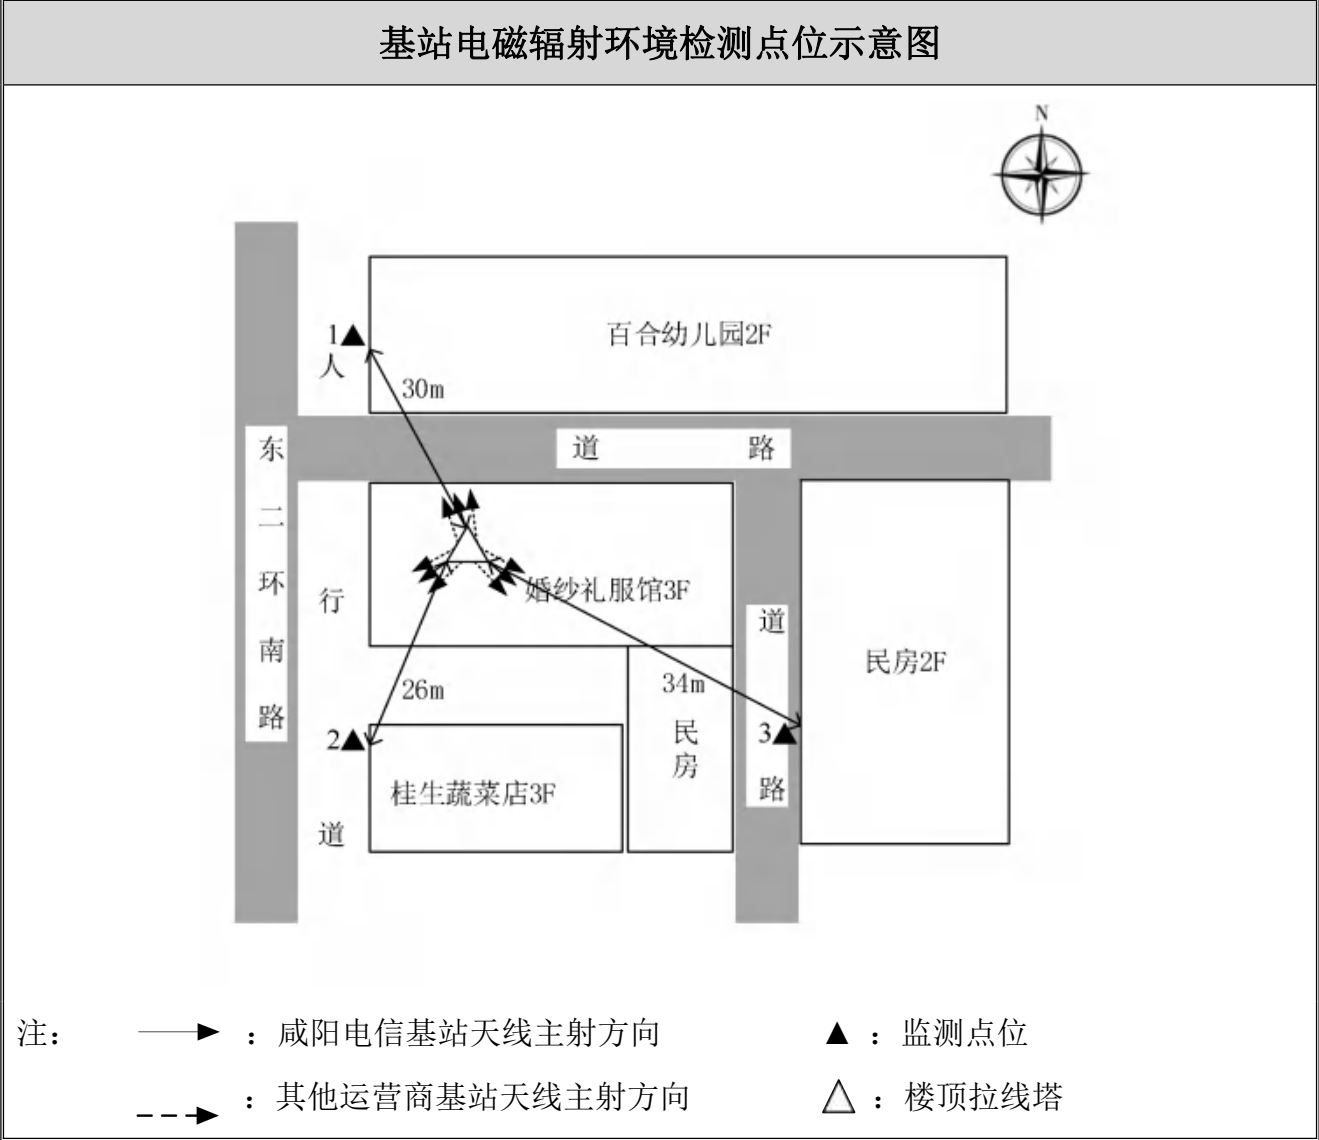 基站电磁辐射环境检测点位示意图
N
百合幼儿园2F
1
人行道
30m
道路
东二环南路
婚纱礼服馆3F
道路
民房2F
26m
34m
民房
2
3
桂生蔬菜店3F
注：
：咸阳电信基站天线主射方向
：监测点位
：其他运营商基站天线主射方向
：楼顶拉线塔